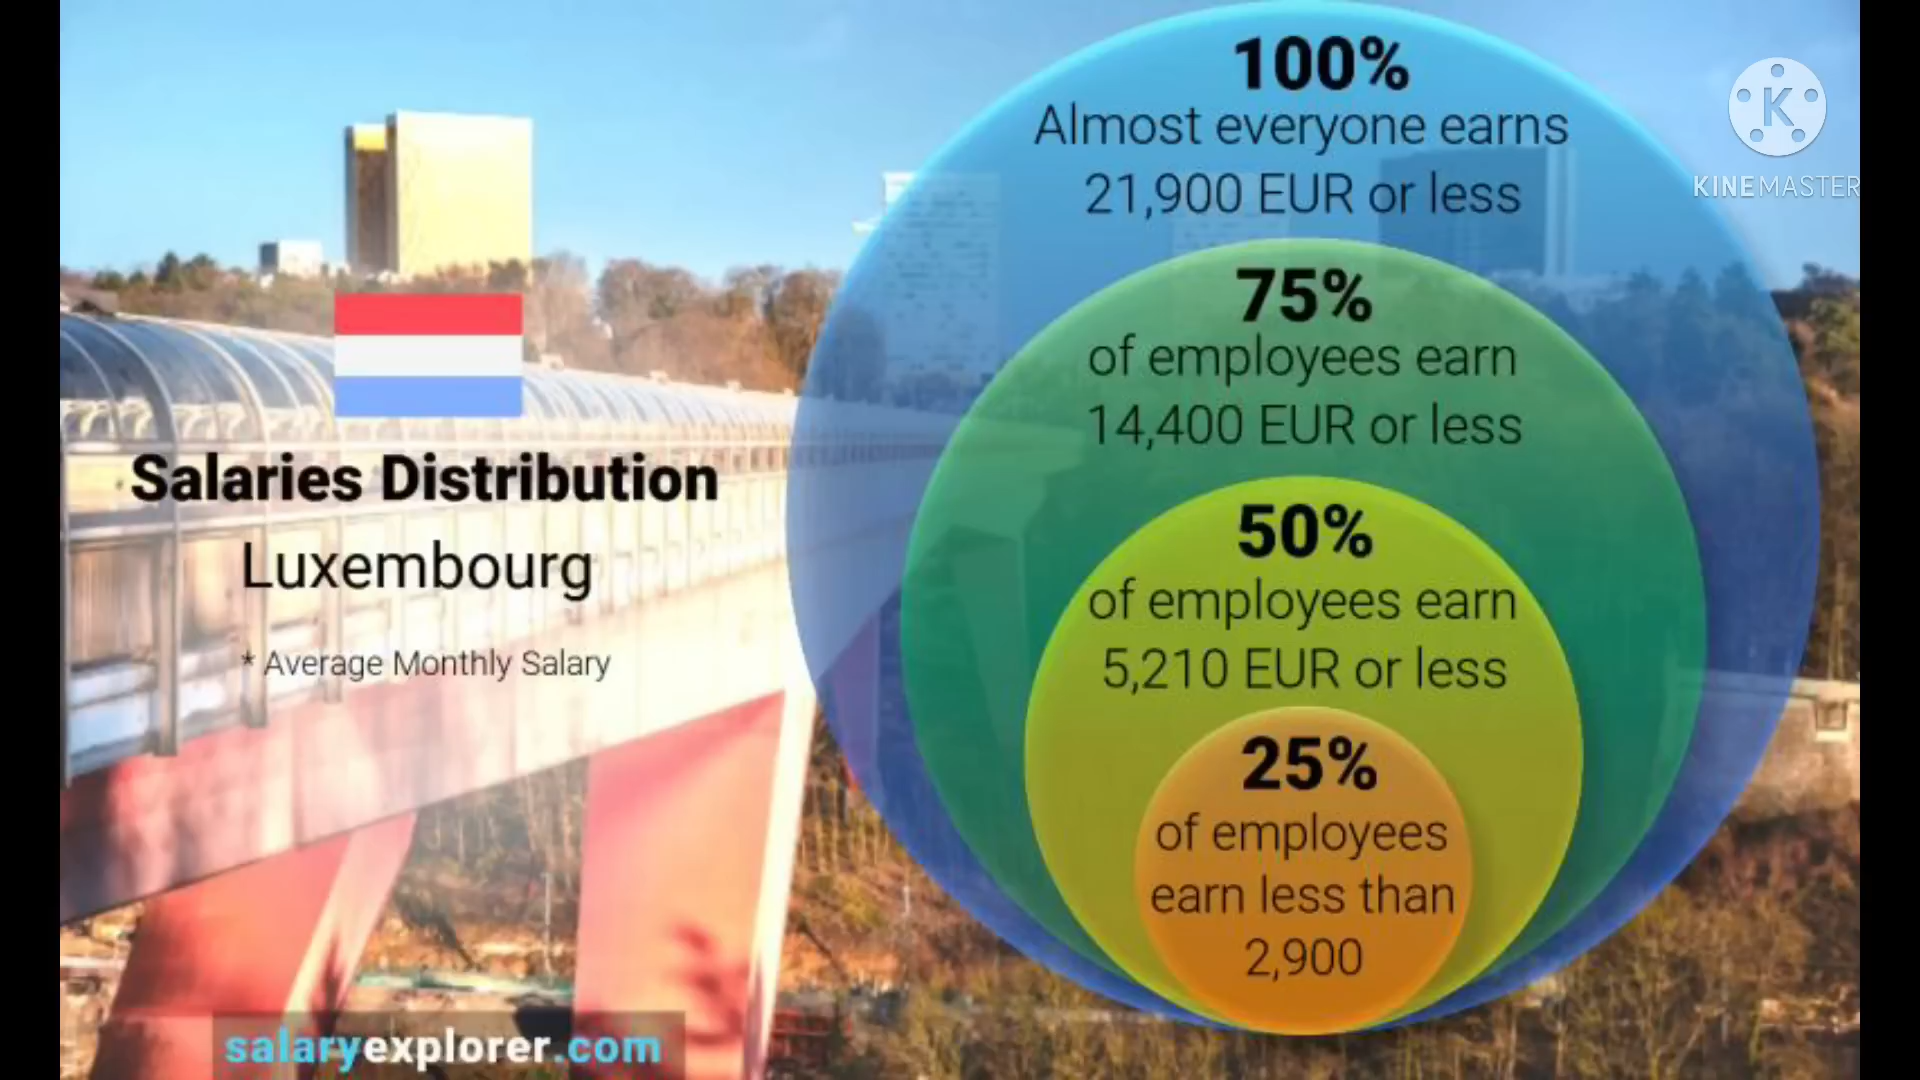 Salaries Distribution
Luxembourg
* Average Monthly Salary
salaryexplorer.com
100%
Almost everyone earns
21,900 EUR or less
75%
of employees earn
14,400 EUR or less
50%
of employees earn
5,210 EUR or less
25%
of employees
earn less than
2,900
K
KINEMASTER